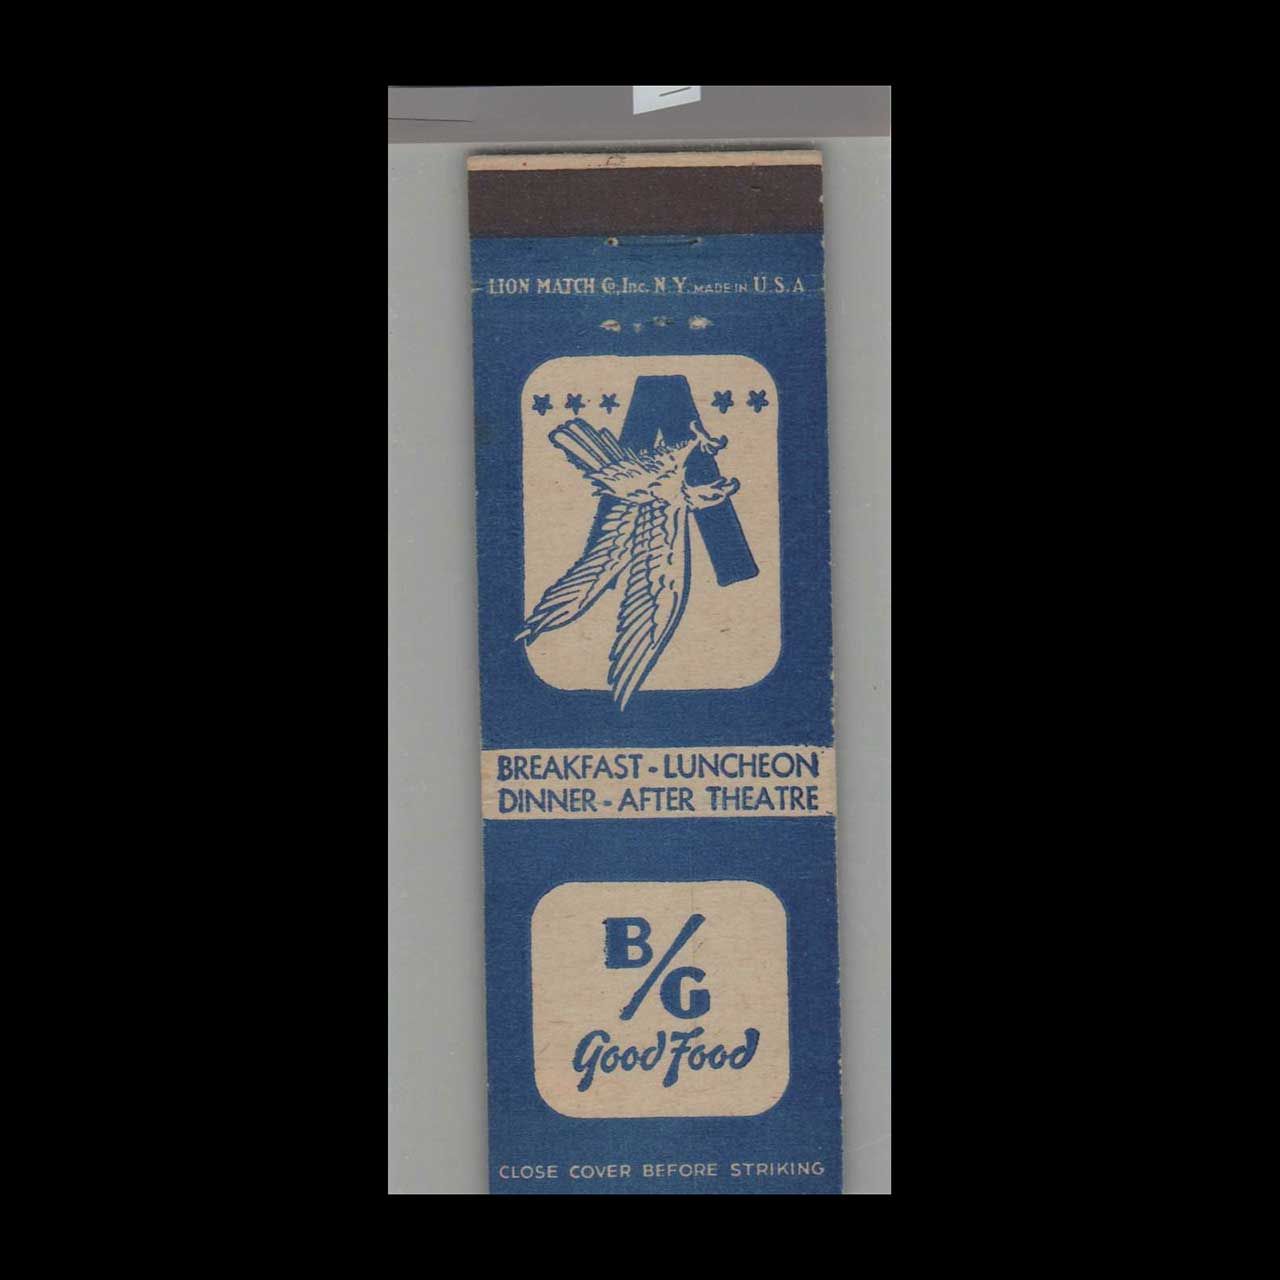 LION MATCH Co., Inc. N.Y. MADE IN U.S.A
A
BREAKFAST - LUNCHEON
DINNER - AFTER THEATRE
B/G
Good Food
CLOSE COVER BEFORE STRIKING